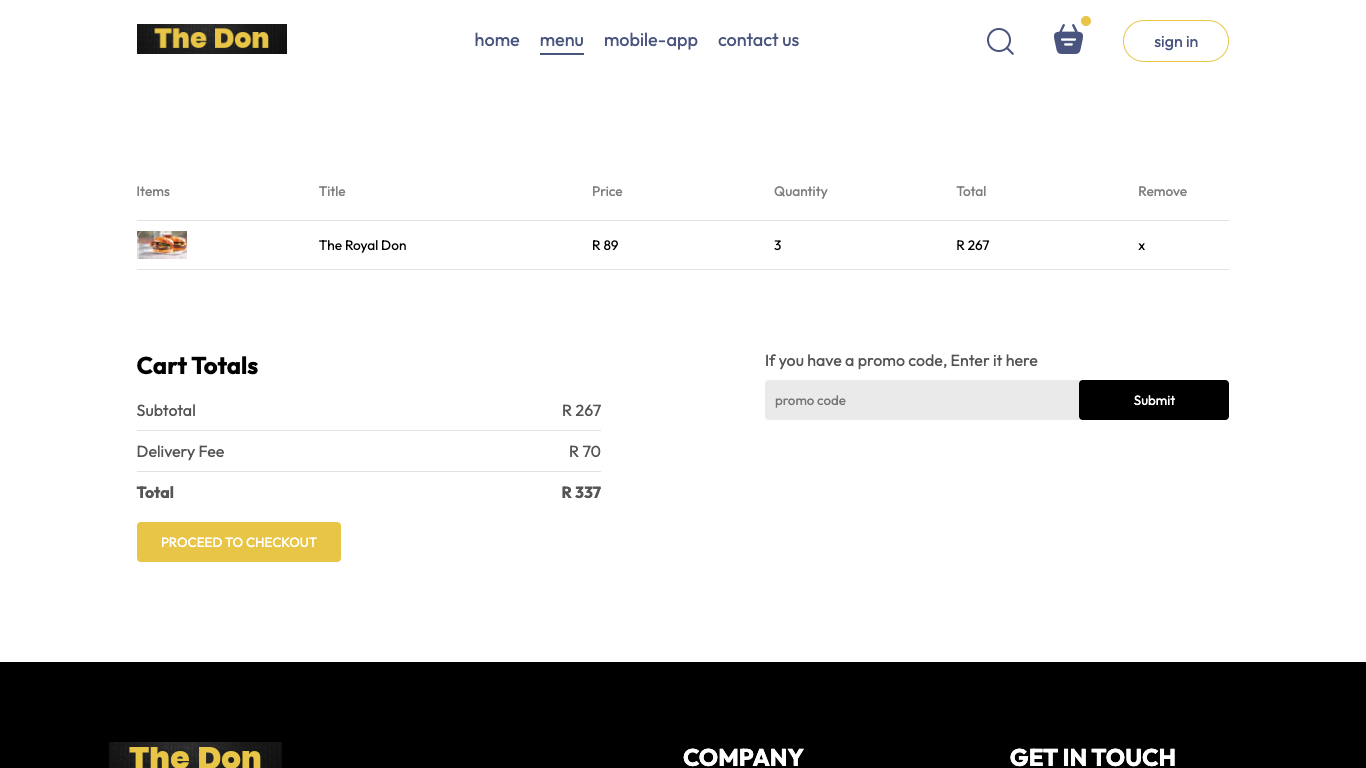 The Don
home menu mobile-app contact us
sign in
Items Title Price Quantity Total Remove
The Royal Don R 89 3 R 267 x
Cart Totals
Subtotal R 267
Delivery Fee R 70
Total R 337
PROCEED TO CHECKOUT
If you have a promo code, Enter it here
promo code Submit
The Don
COMPANY
GET IN TOUCH